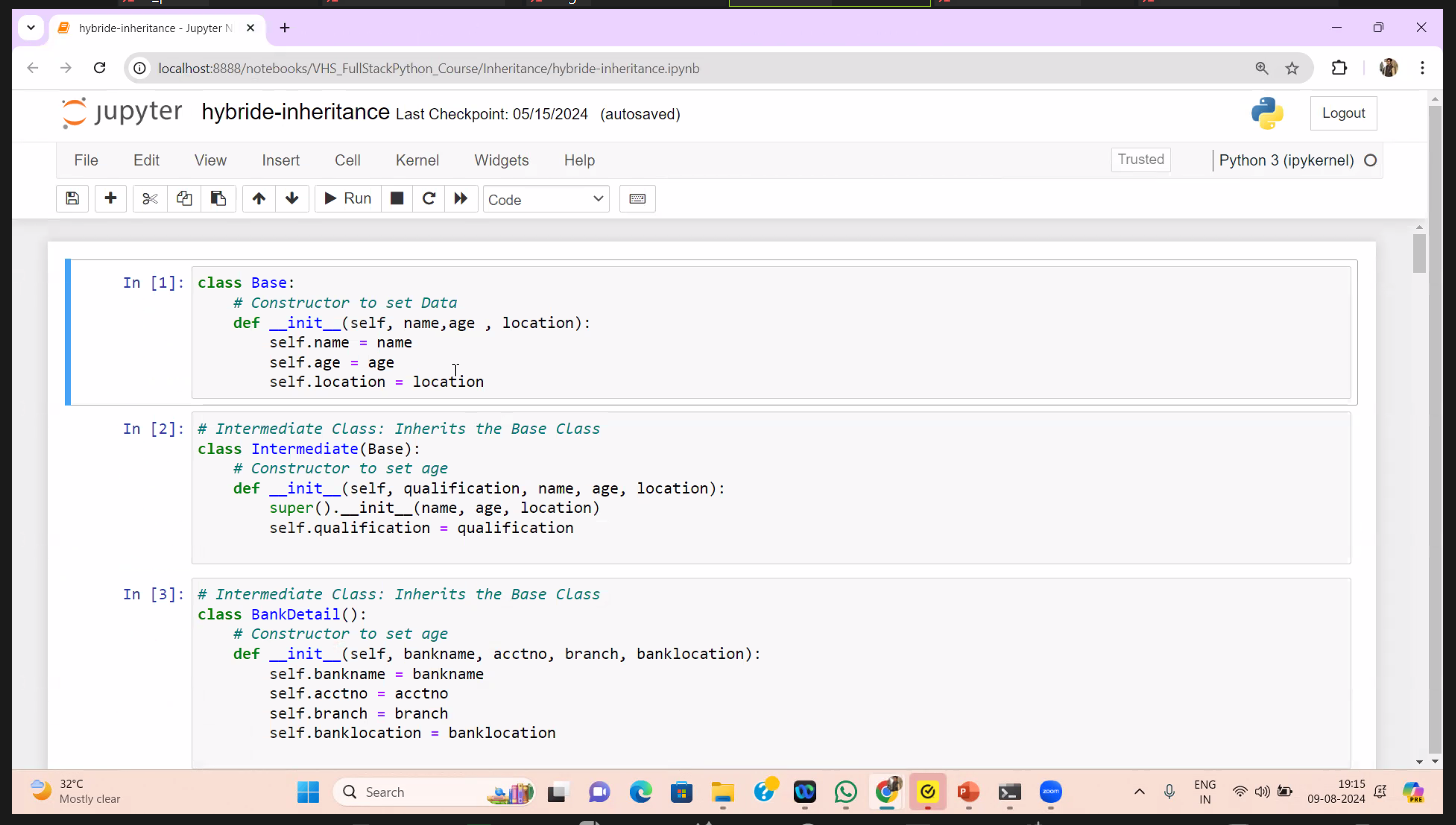 hybride-inheritance - Jupyter N
localhost:8888/notebooks/VHS_FullStackPython_Course/Inheritance/hybride-inheritance.ipynb
jupyter hybride-inheritance Last Checkpoint: 05/15/2024 (autosaved) Logout
File Edit View Insert Cell Kernel Widgets Help Trusted Python 3 (ipykernel)
Run Code
In [1]: class Base:
    # Constructor to set Data
    def __init__(self, name,age , location):
        self.name = name
        self.age = age
        self.location = location
In [2]: # Intermediate Class: Inherits the Base Class
class Intermediate(Base):
    # Constructor to set age
    def __init__(self, qualification, name, age, location):
        super().__init__(name, age, location)
        self.qualification = qualification
In [3]: # Intermediate Class: Inherits the Base Class
class BankDetail():
    # Constructor to set age
    def __init__(self, bankname, acctno, branch, banklocation):
        self.bankname = bankname
        self.acctno = acctno
        self.branch = branch
        self.banklocation = banklocation
32°C
Mostly clear
Search
zoom
ENG
IN
19:15
09-08-2024
PRE